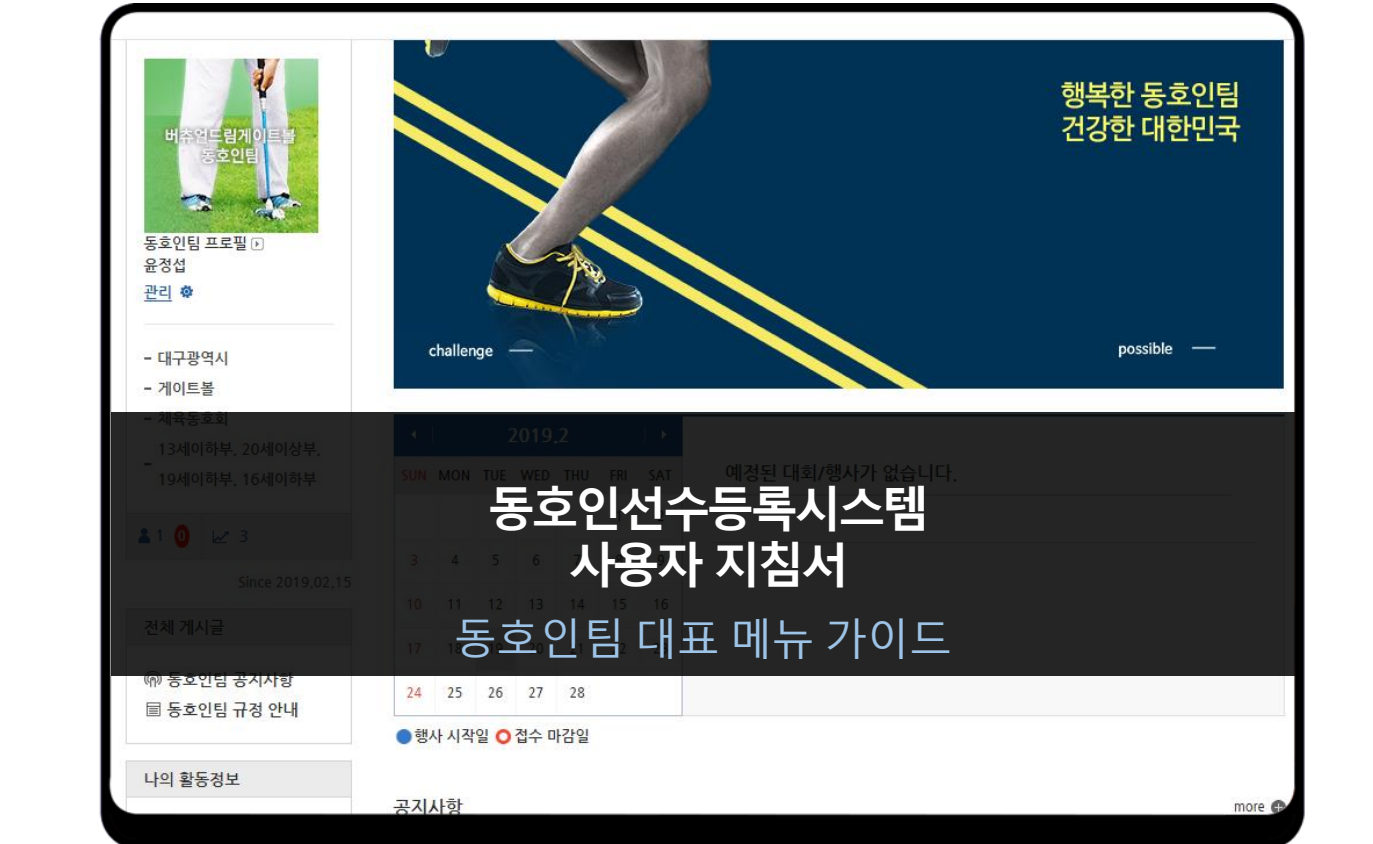 버츄얼드림게이트볼
동호인팀
동호인팀 프로필
윤정섭
관리
- 대구광역시
- 게이트볼
- 체육동호회
- 13세이하부, 20세이상부,
19세이하부, 16세이하부
1 0 3
Since 2019.02.15
전체 게시글
동호인팀 공지사항
동호인팀 규정 안내
나의 활동정보
행복한 동호인팀
건강한 대한민국
challenge
possible
2019.2
SUN MON TUE WED THU FRI SAT
3 4 5 6 7
10 11 12 13 14 15 16
17 18
24 25 26 27 28
예정된 대회/행사가 없습니다.
행사 시작일 접수 마감일
동호인선수등록시스템
사용자 지침서
동호인팀 대표 메뉴 가이드
공지사항
more